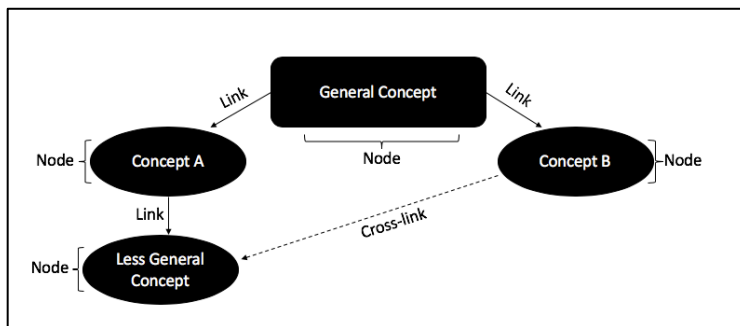 General Concept
Link
Link
Node
Node
Concept A
Concept B
Node
Link
Cross-link
Node
Less General
Concept